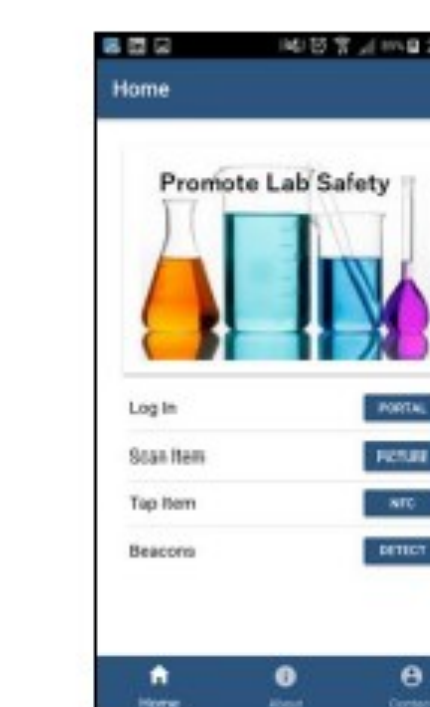 Home
Promote Lab Safety
Log In PORTAL
Scan Item PICTURE
Tap Item NFC
Beacons DETECT
Home About